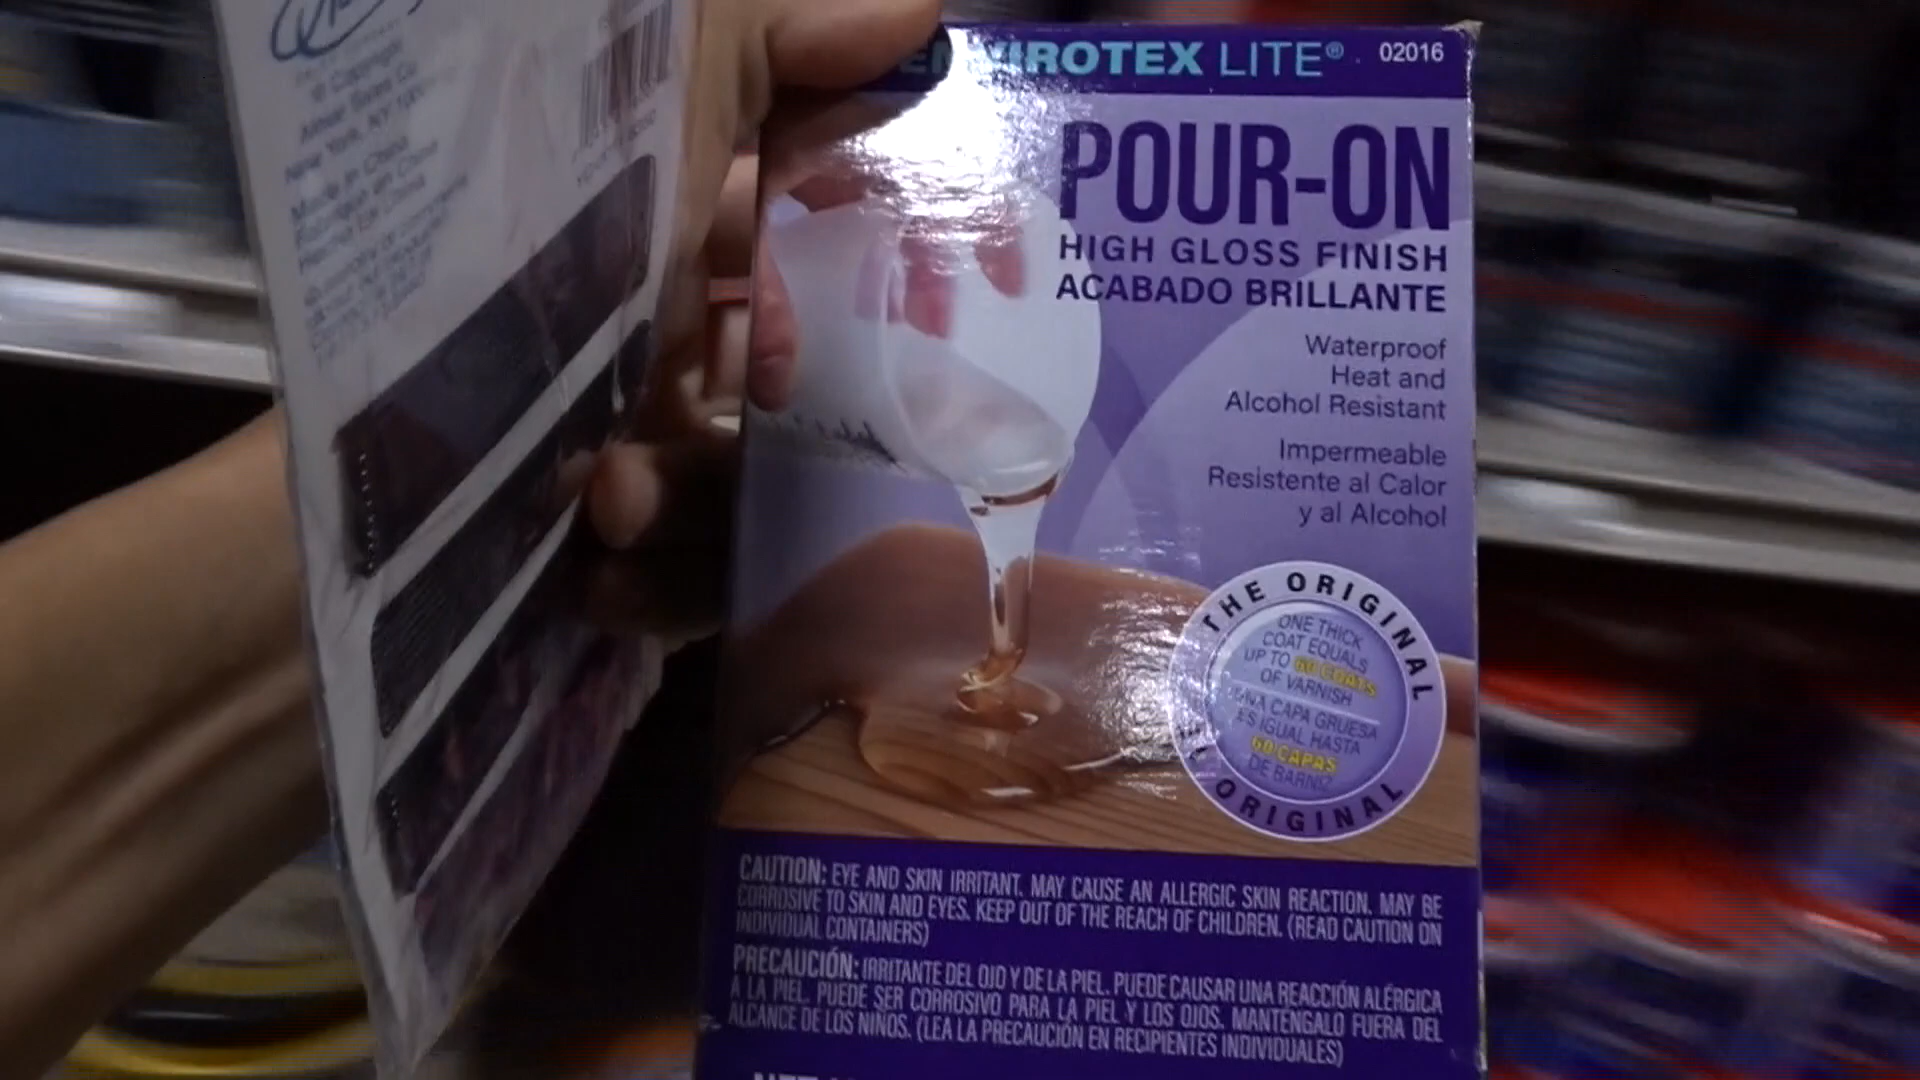 New York, NY
Made in China
ENVIROTEX LITE® 02016
POUR-ON
HIGH GLOSS FINISH
ACABADO BRILLANTE
Waterproof
Heat and
Alcohol Resistant
Impermeable
Resistente al Calor
y al Alcohol
THE ORIGINAL
ONE THICK
COAT EQUALS
UP TO 60 COATS
OF VARNISH
UNA CAPA GRUESA
ES IGUAL HASTA
60 CAPAS
DE BARNIZ
EL ORIGINAL
CAUTION: EYE AND SKIN IRRITANT. MAY CAUSE AN ALLERGIC SKIN REACTION. MAY BE
CORROSIVE TO SKIN AND EYES. KEEP OUT OF THE REACH OF CHILDREN. (READ CAUTION ON
INDIVIDUAL CONTAINERS)
PRECAUCIÓN: IRRITANTE DEL OJO Y DE LA PIEL. PUEDE CAUSAR UNA REACCIÓN ALÉRGICA
A LA PIEL. PUEDE SER CORROSIVO PARA LA PIEL Y LOS OJOS. MANTENGALO FUERA DEL
ALCANCE DE LOS NIÑOS. (LEA LA PRECAUCIÓN EN RECIPIENTES INDIVIDUALES)